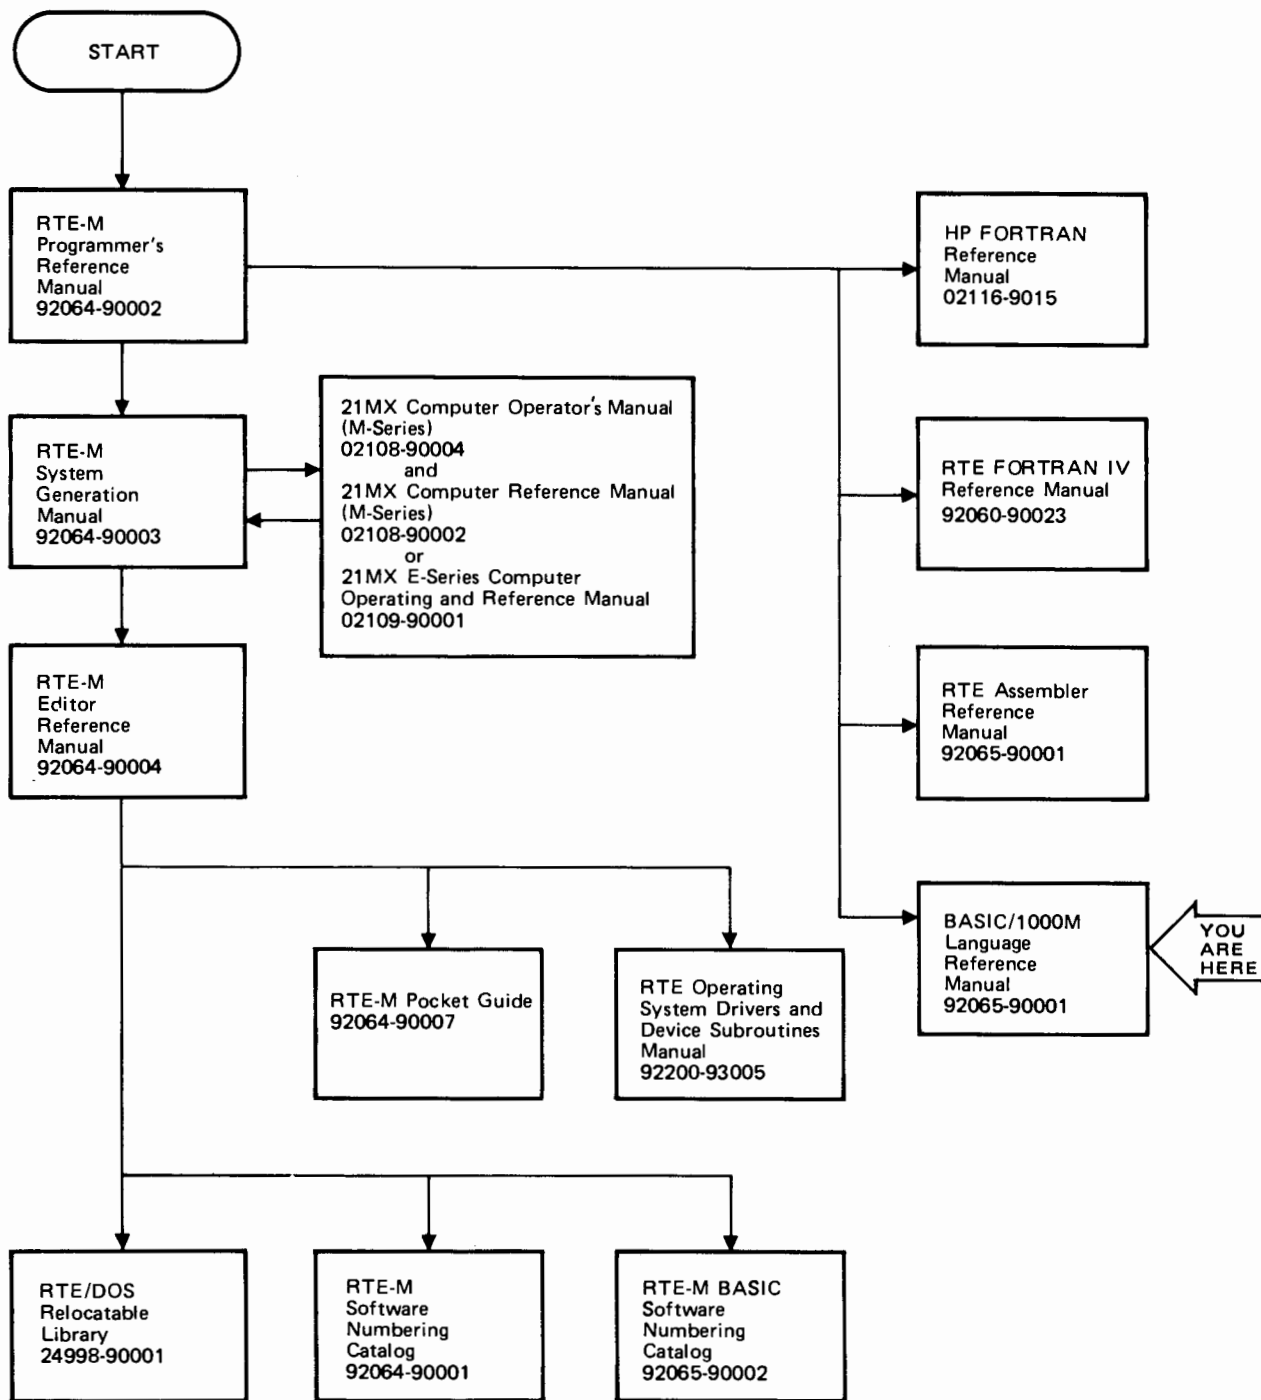 START
RTE-M
Programmer's
Reference
Manual
92064-90002
HP FORTRAN
Reference
Manual
02116-9015
RTE-M
System
Generation
Manual
92064-90003
21MX Computer Operator's Manual
(M-Series)
02108-90004
and
21MX Computer Reference Manual
(M-Series)
02108-90002
or
21MX E-Series Computer
Operating and Reference Manual
02109-90001
RTE FORTRAN IV
Reference Manual
92060-90023
RTE-M
Editor
Reference
Manual
92064-90004
RTE Assembler
Reference
Manual
92065-90001
BASIC/1000M
Language
Reference
Manual
92065-90001
YOU
ARE
HERE
RTE-M Pocket Guide
92064-90007
RTE Operating
System Drivers and
Device Subroutines
Manual
92200-93005
RTE/DOS
Relocatable
Library
24998-90001
RTE-M
Software
Numbering
Catalog
92064-90001
RTE-M BASIC
Software
Numbering
Catalog
92065-90002